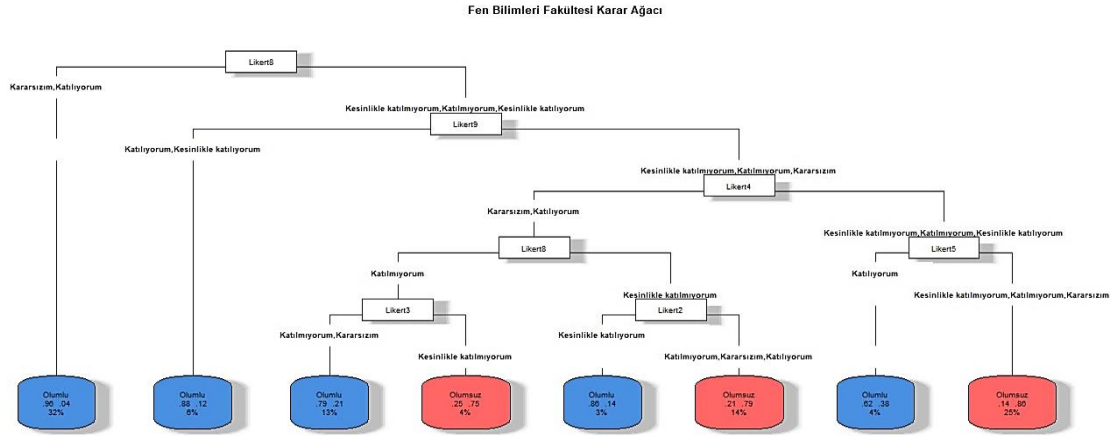 Fen Bilimleri Fakültesi Karar Ağacı
Likert8
Kararsızım,Katılıyorum
Kesinlikle katılmıyorum,Katılmıyorum,Kesinlikle katılıyorum
Likert9
Katılıyorum,Kesinlikle katılıyorum
Kesinlikle katılmıyorum,Katılmıyorum,Kararsızım
Likert4
Kararsızım,Katılıyorum
Kesinlikle katılmıyorum,Katılmıyorum,Kesinlikle katılıyorum
Likert8
Likert5
Katılmıyorum
Kesinlikle katılmıyorum
Katılıyorum
Kesinlikle katılmıyorum,Katılmıyorum,Kararsızım
Likert3
Likert2
Katılmıyorum,Kararsızım
Kesinlikle katılmıyorum
Kesinlikle katılıyorum
Katılmıyorum,Kararsızım,Katılıyorum
Olumlu
.96 .04
32%
Olumlu
.88 .12
6%
Olumlu
.79 .21
13%
Olumsuz
.25 .75
4%
Olumlu
.86 .14
3%
Olumsuz
.21 .79
14%
Olumlu
.62 .38
4%
Olumsuz
.14 .86
25%